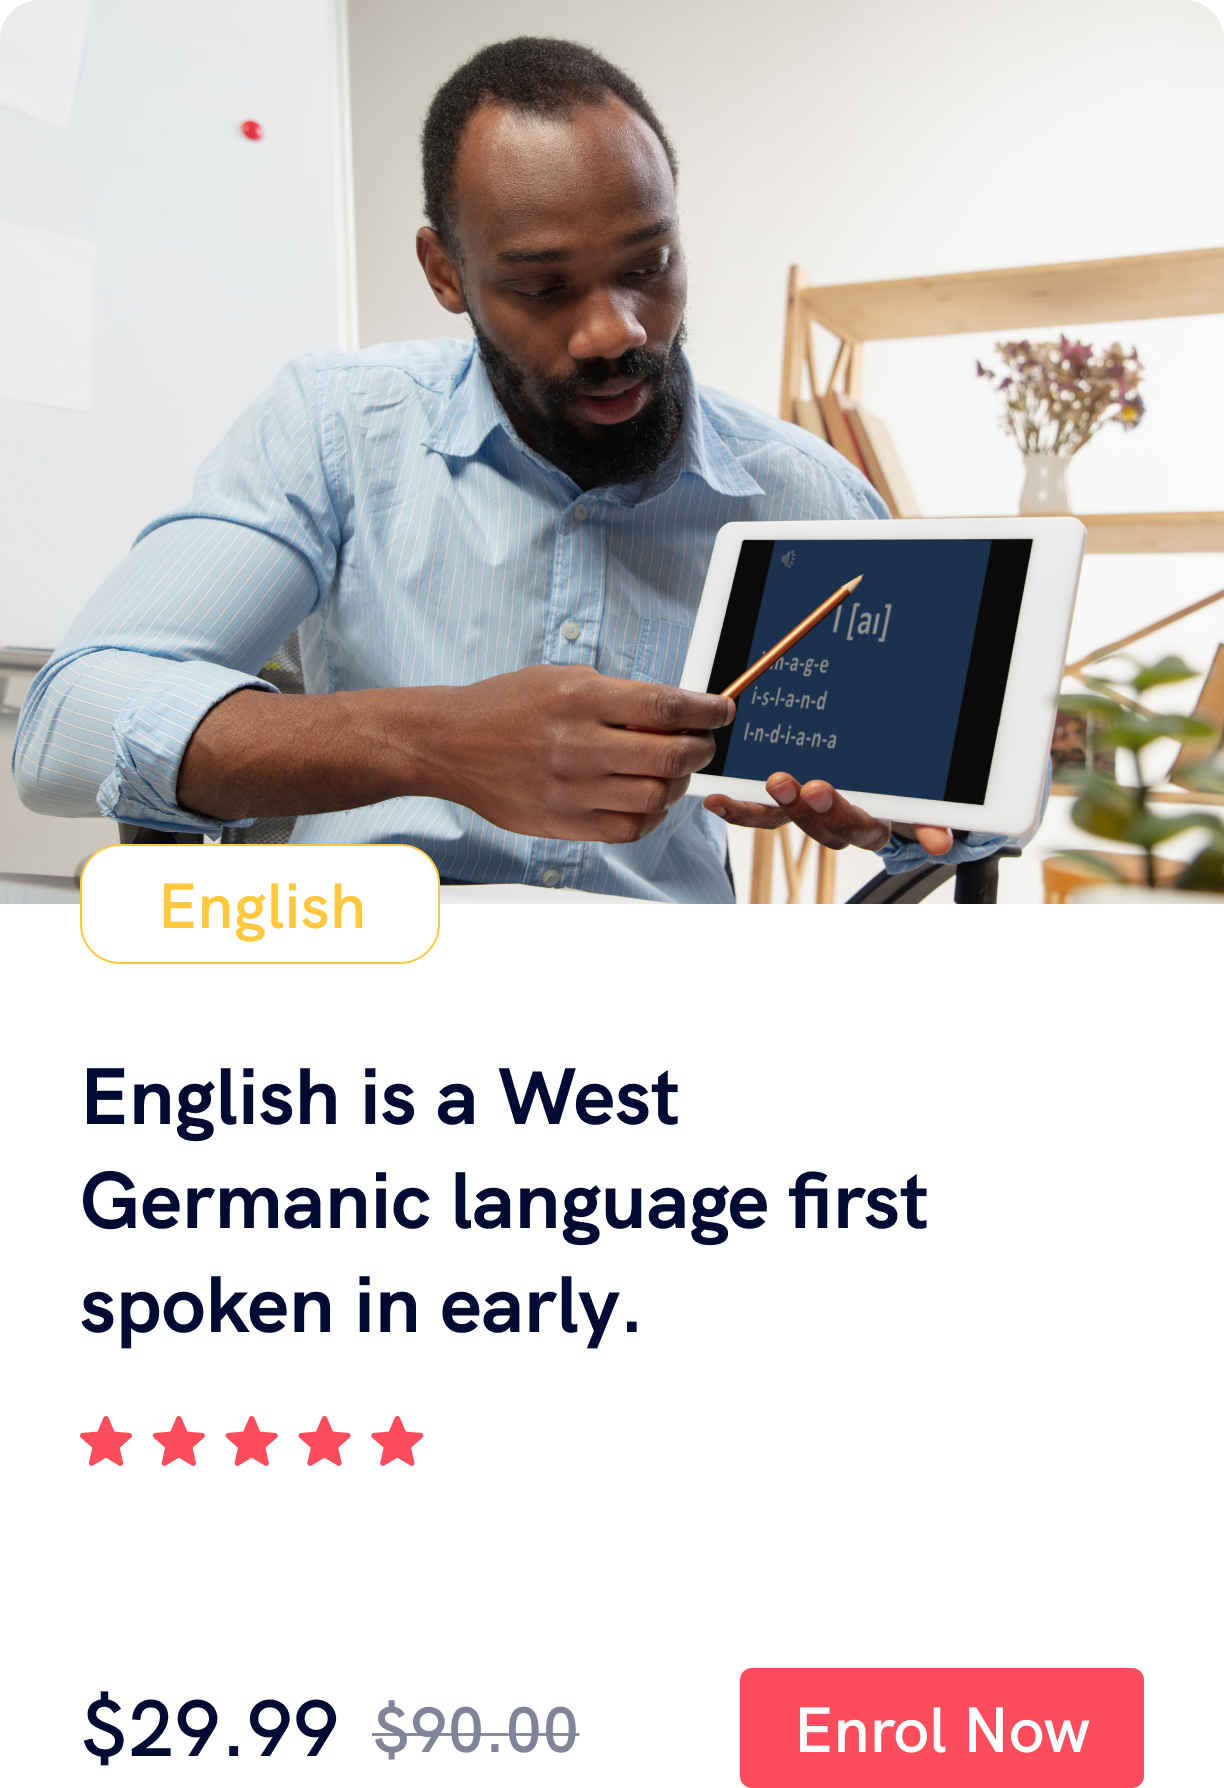 I [aɪ]
i-m-a-g-e
i-s-l-a-n-d
I-n-d-i-a-n-a
English
English is a West
Germanic language first
spoken in early.
$29.99 $90.00
Enrol Now